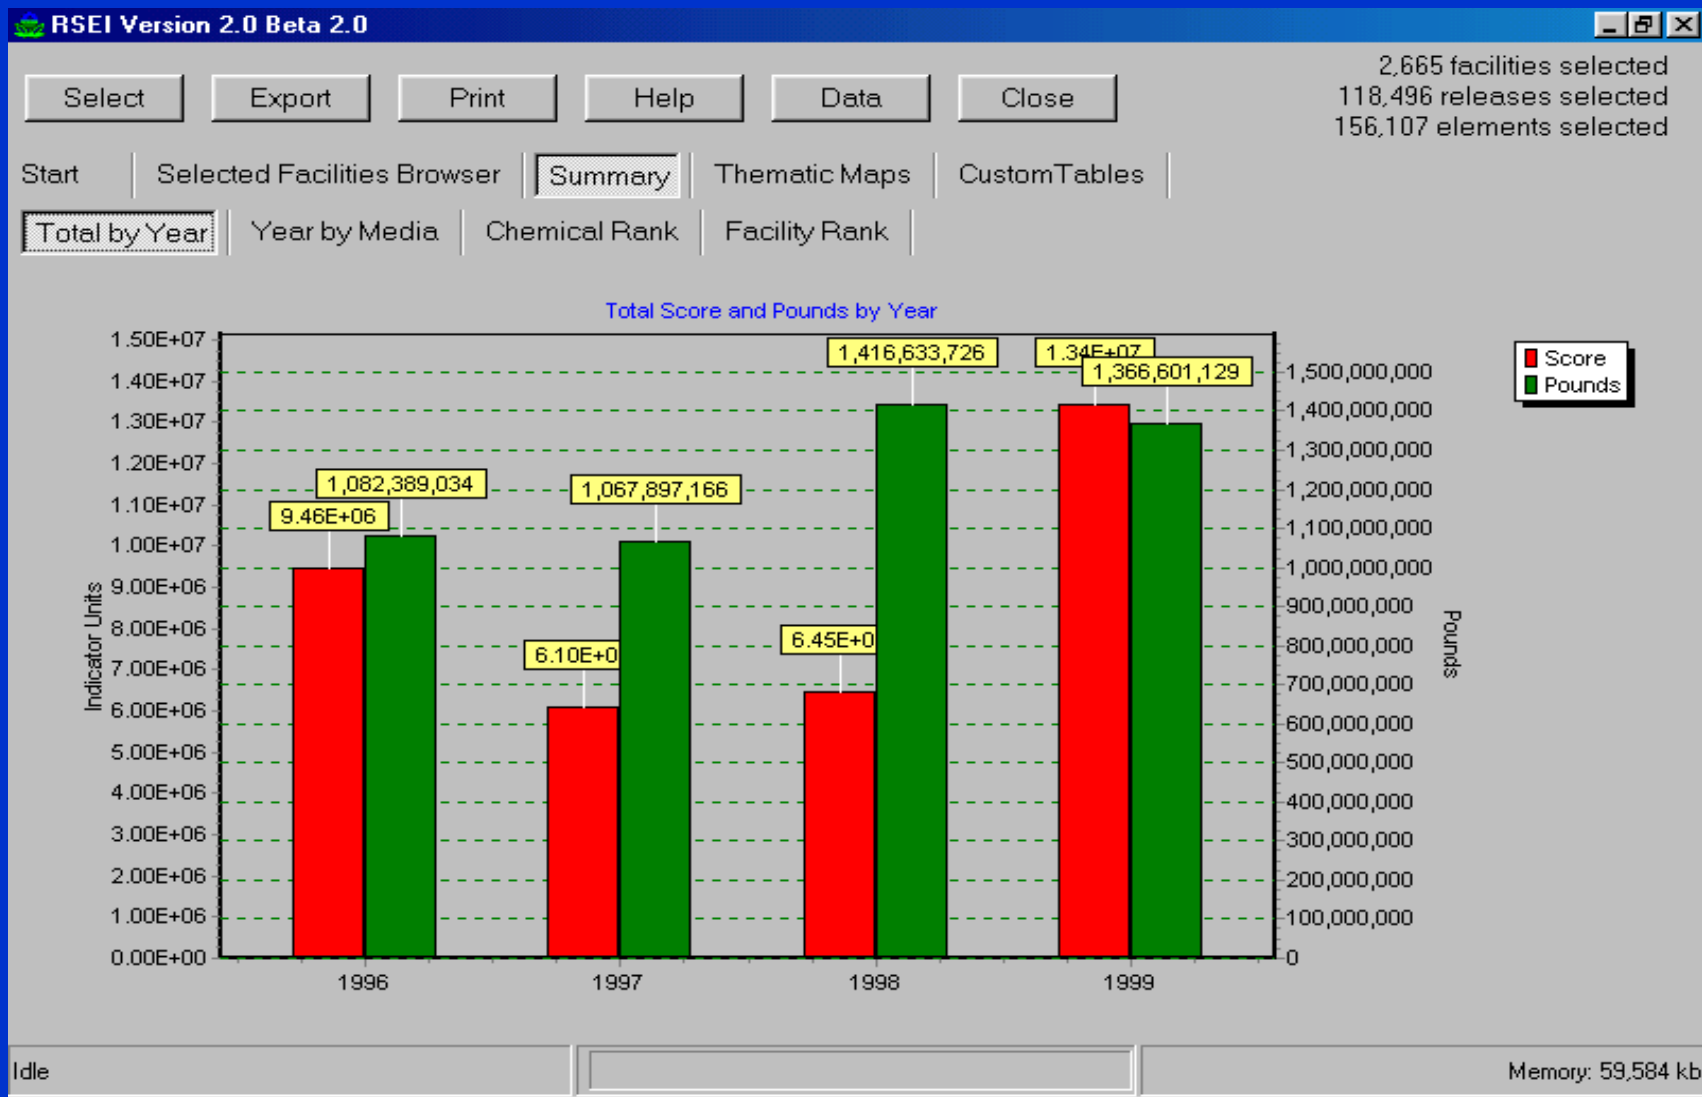 RSEI Version 2.0 Beta 2.0
Select Export Print Help Data Close
2,665 facilities selected
118,496 releases selected
156,107 elements selected
Start Selected Facilities Browser Summary Thematic Maps CustomTables
Total by Year Year by Media Chemical Rank Facility Rank
Total Score and Pounds by Year
Indicator Units
1.50E+07
1.40E+07
1.30E+07
1.20E+07
1.10E+07
1.00E+07
9.00E+06
8.00E+06
7.00E+06
6.00E+06
5.00E+06
4.00E+06
3.00E+06
2.00E+06
1.00E+06
0.00E+00
9.46E+06
1,082,389,034
6.10E+0
1,067,897,166
6.45E+0
1,416,633,726
1.34E+07
1,366,601,129
1996 1997 1998 1999
1,500,000,000
1,400,000,000
1,300,000,000
1,200,000,000
1,100,000,000
1,000,000,000
900,000,000
800,000,000
700,000,000
600,000,000
500,000,000
400,000,000
300,000,000
200,000,000
100,000,000
0
Pounds
Score
Pounds
Idle
Memory: 59,584 kb